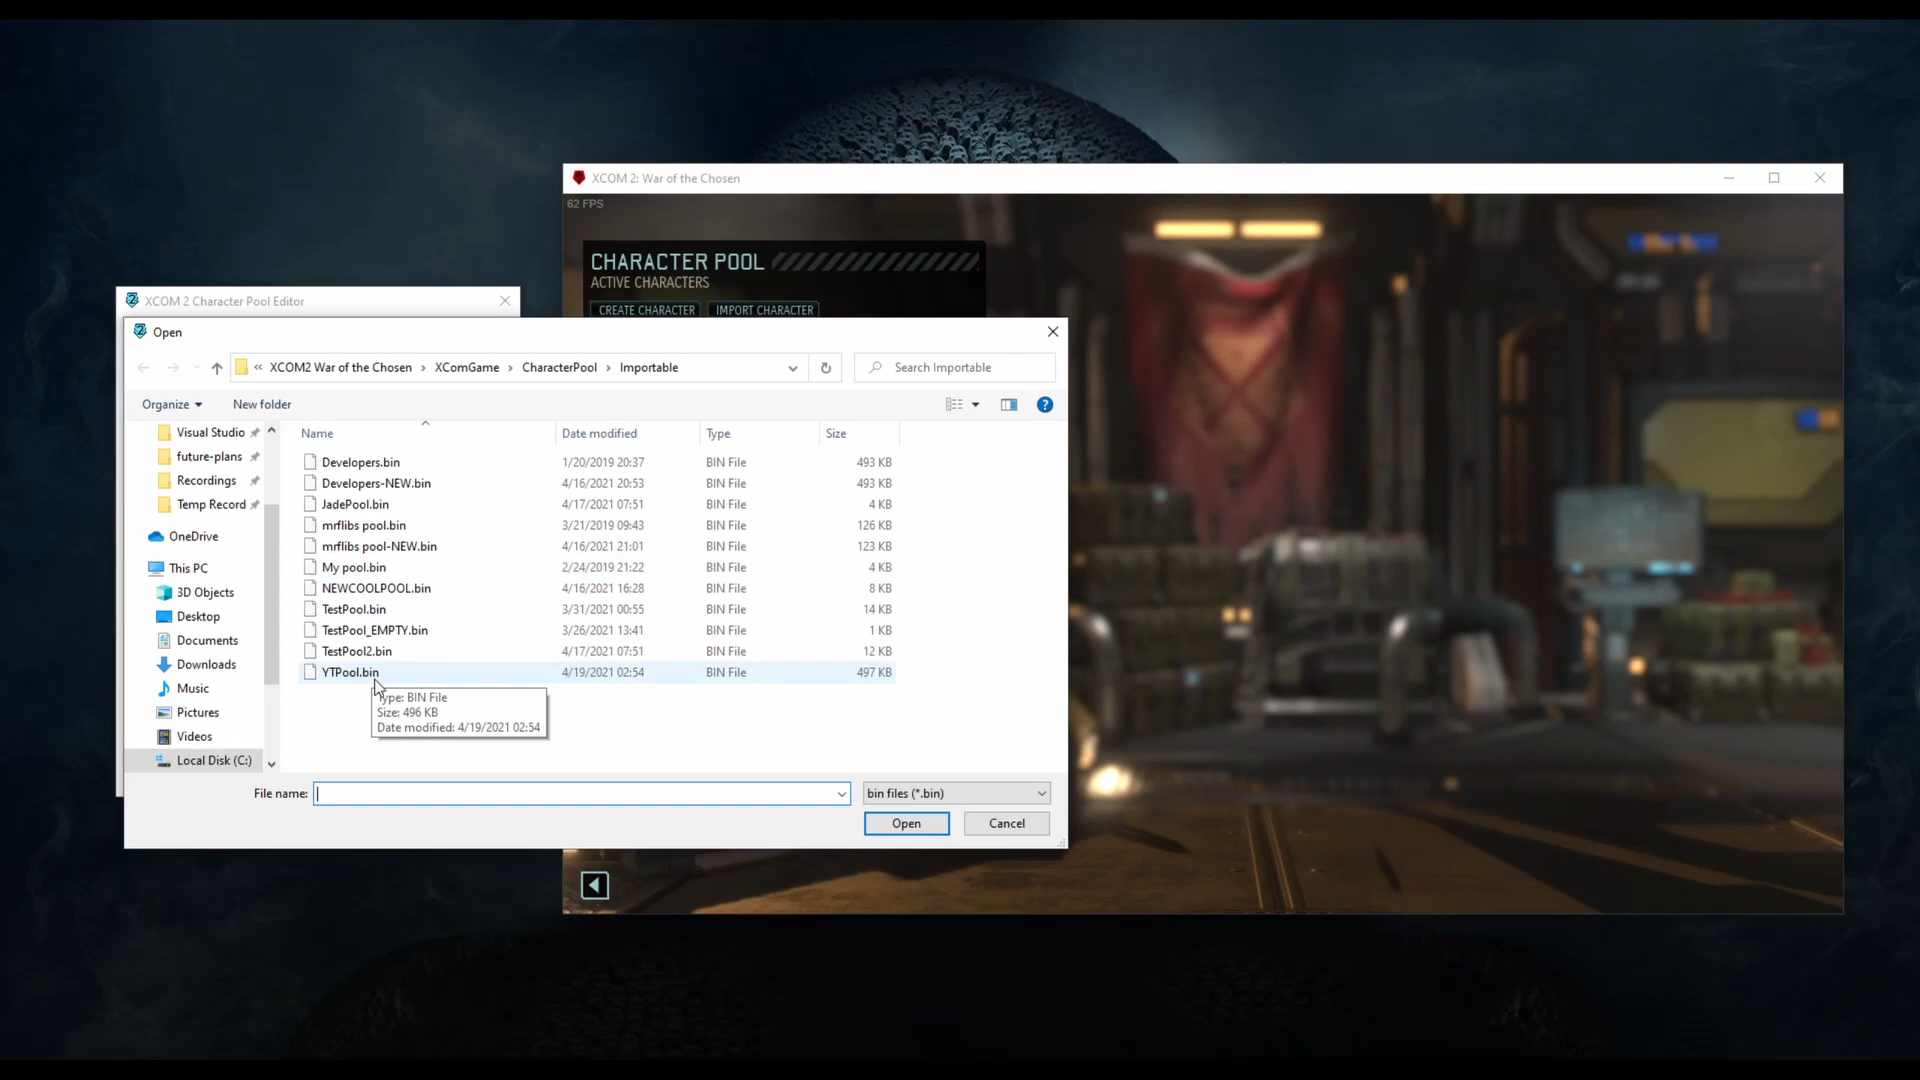 XCOM 2: War of the Chosen
62 FPS
CHARACTER POOL
ACTIVE CHARACTERS
CREATE CHARACTER IMPORT CHARACTER
XCOM 2 Character Pool Editor
Open
« XCOM2 War of the Chosen › XComGame › CharacterPool › Importable
Search Importable
Organize New folder
Visual Studio
future-plans
Recordings
Temp Record
OneDrive
This PC
3D Objects
Desktop
Documents
Downloads
Music
Pictures
Videos
Local Disk (C:)
Name Date modified Type Size
Developers.bin 1/20/2019 20:37 BIN File 493 KB
Developers-NEW.bin 4/16/2021 20:53 BIN File 493 KB
JadePool.bin 4/17/2021 07:51 BIN File 4 KB
mrflibs pool.bin 3/21/2019 09:43 BIN File 126 KB
mrflibs pool-NEW.bin 4/16/2021 21:01 BIN File 123 KB
My pool.bin 2/24/2019 21:22 BIN File 4 KB
NEWCOOLPOOL.bin 4/16/2021 16:28 BIN File 8 KB
TestPool.bin 3/31/2021 00:55 BIN File 14 KB
TestPool_EMPTY.bin 3/26/2021 13:41 BIN File 1 KB
TestPool2.bin 4/17/2021 07:51 BIN File 12 KB
YTPool.bin 4/19/2021 02:54 BIN File 497 KB
Type: BIN File
Size: 496 KB
Date modified: 4/19/2021 02:54
File name:
bin files (*.bin)
Open Cancel